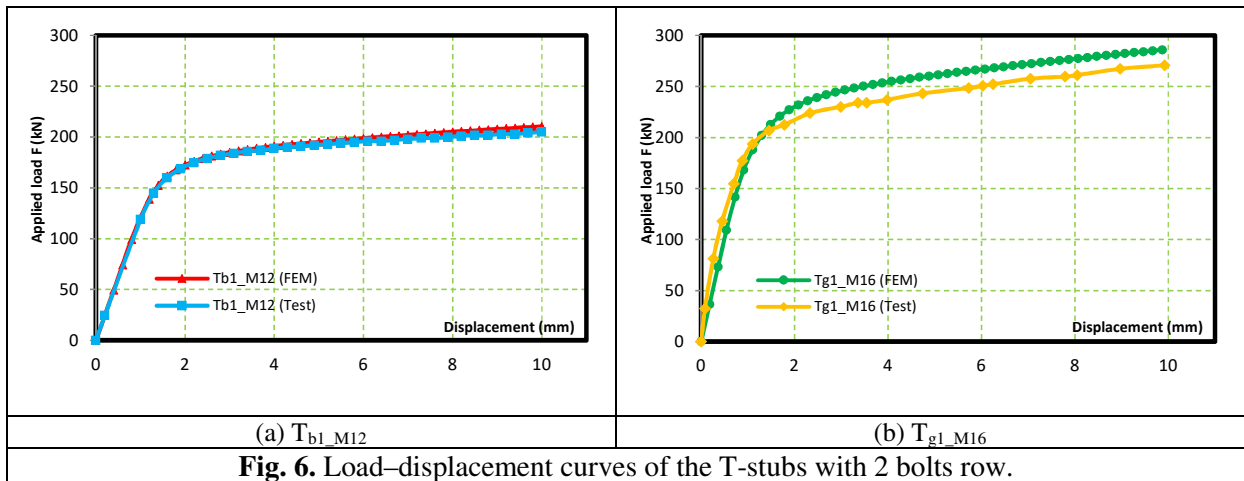 300
250
200
150
100
50
0
Applied load F (kN)
Tb1_M12 (FEM)
Tb1_M12 (Test)
Displacement (mm)
0 2 4 6 8 10
300
250
200
150
100
50
0
Applied load F (kN)
Tg1_M16 (FEM)
Tg1_M16 (Test)
Displacement (mm)
0 2 4 6 8 10
(a) Tb1_M12
(b) Tg1_M16
Fig. 6. Load–displacement curves of the T-stubs with 2 bolts row.